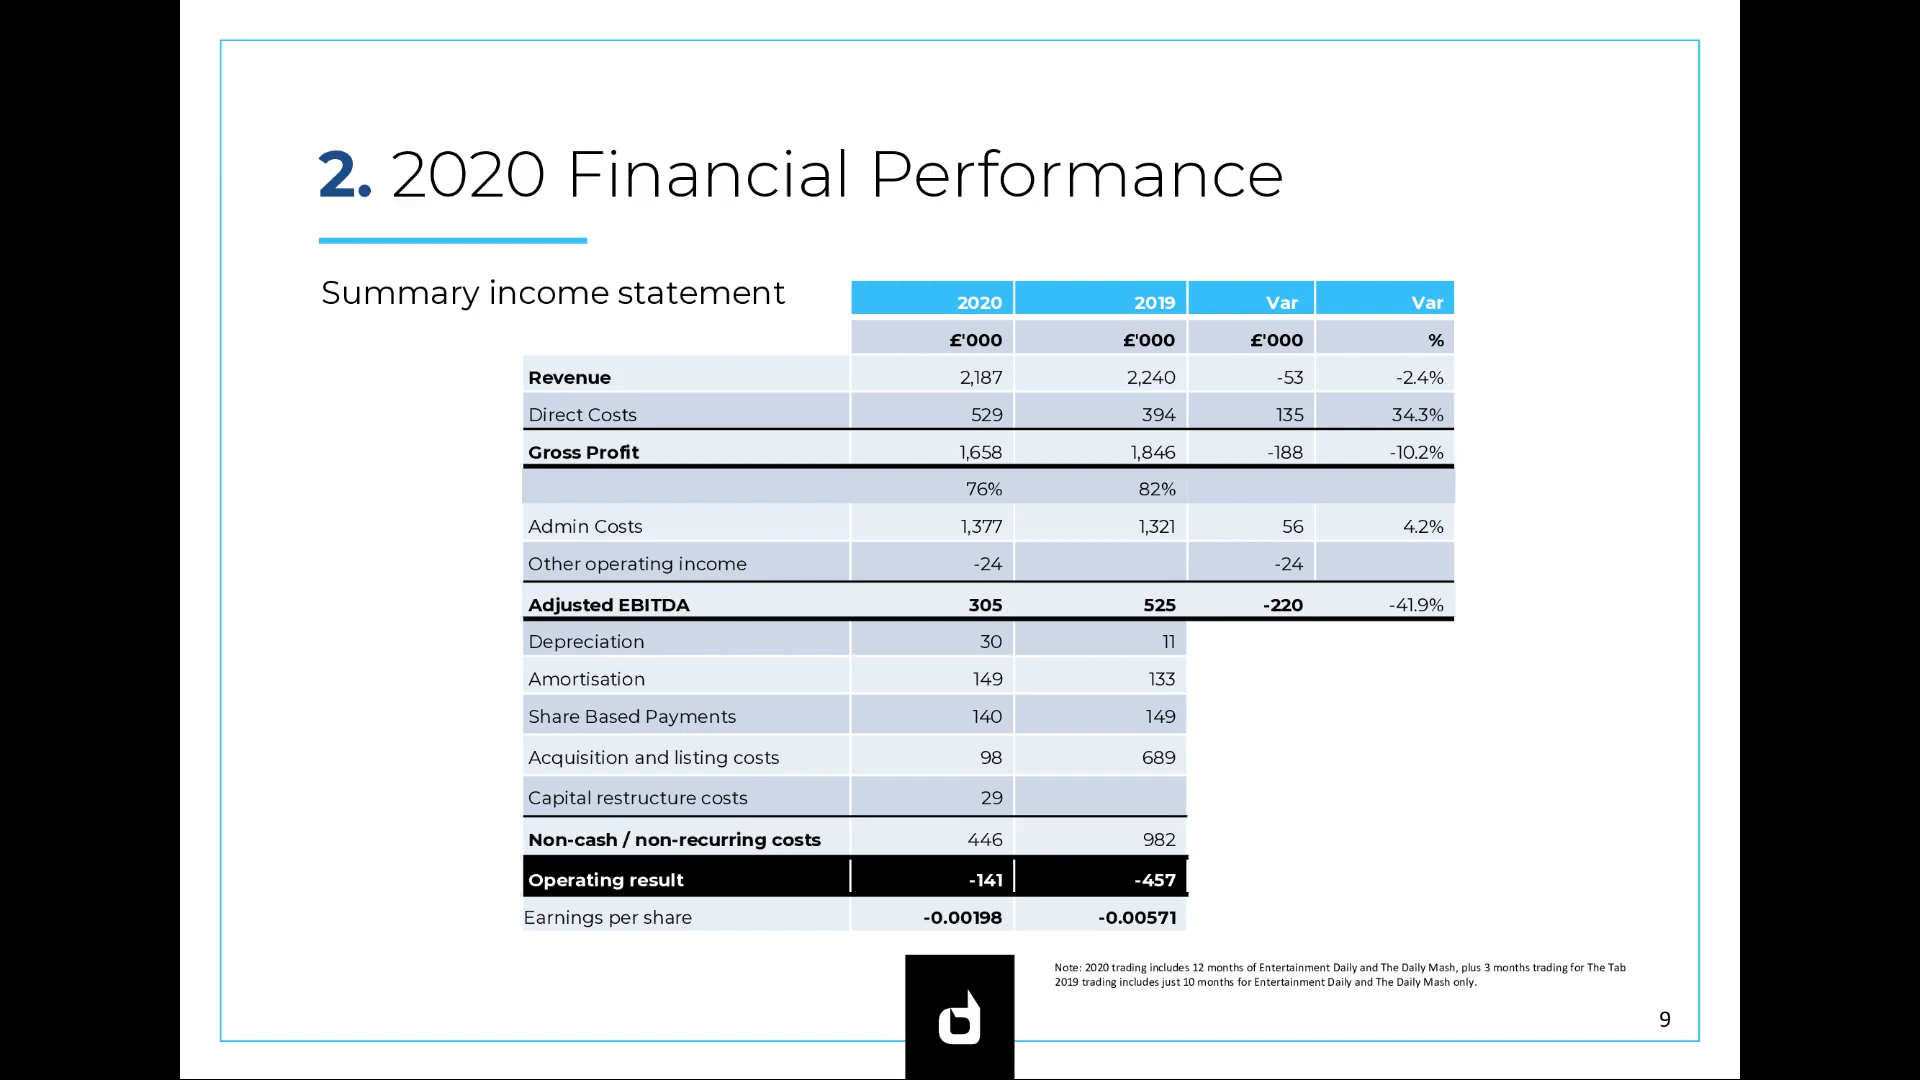 2. 2020 Financial Performance
Summary income statement
2020 2019 Var Var
£'000 £'000 £'000 %
Revenue 2,187 2,240 -53 -2.4%
Direct Costs 529 394 135 34.3%
Gross Profit 1,658 1,846 -188 -10.2%
76% 82%
Admin Costs 1,377 1,321 56 4.2%
Other operating income -24 -24
Adjusted EBITDA 305 525 -220 -41.9%
Depreciation 30 11
Amortisation 149 133
Share Based Payments 140 149
Acquisition and listing costs 98 689
Capital restructure costs 29
Non-cash / non-recurring costs 446 982
Operating result -141 -457
Earnings per share -0.00198 -0.00571
Note: 2020 trading includes 12 months of Entertainment Daily and The Daily Mash, plus 3 months trading for The Tab
2019 trading includes just 10 months for Entertainment Daily and The Daily Mash only.
9